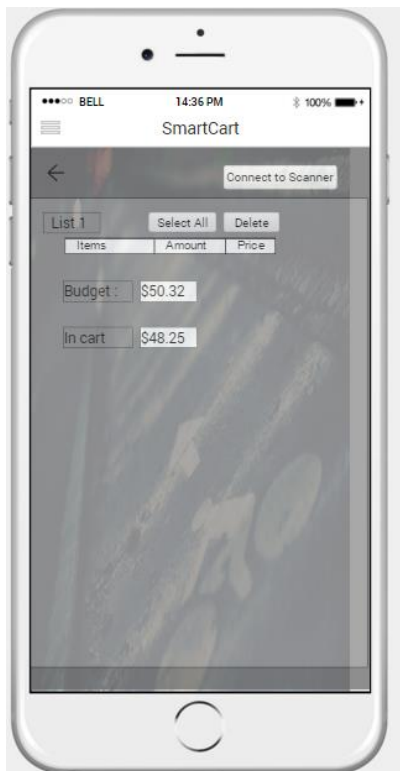 BELL 14:36 PM 100%
SmartCart
Connect to Scanner
List 1 Select All Delete
Items Amount Price
Budget : $50.32
In cart $48.25